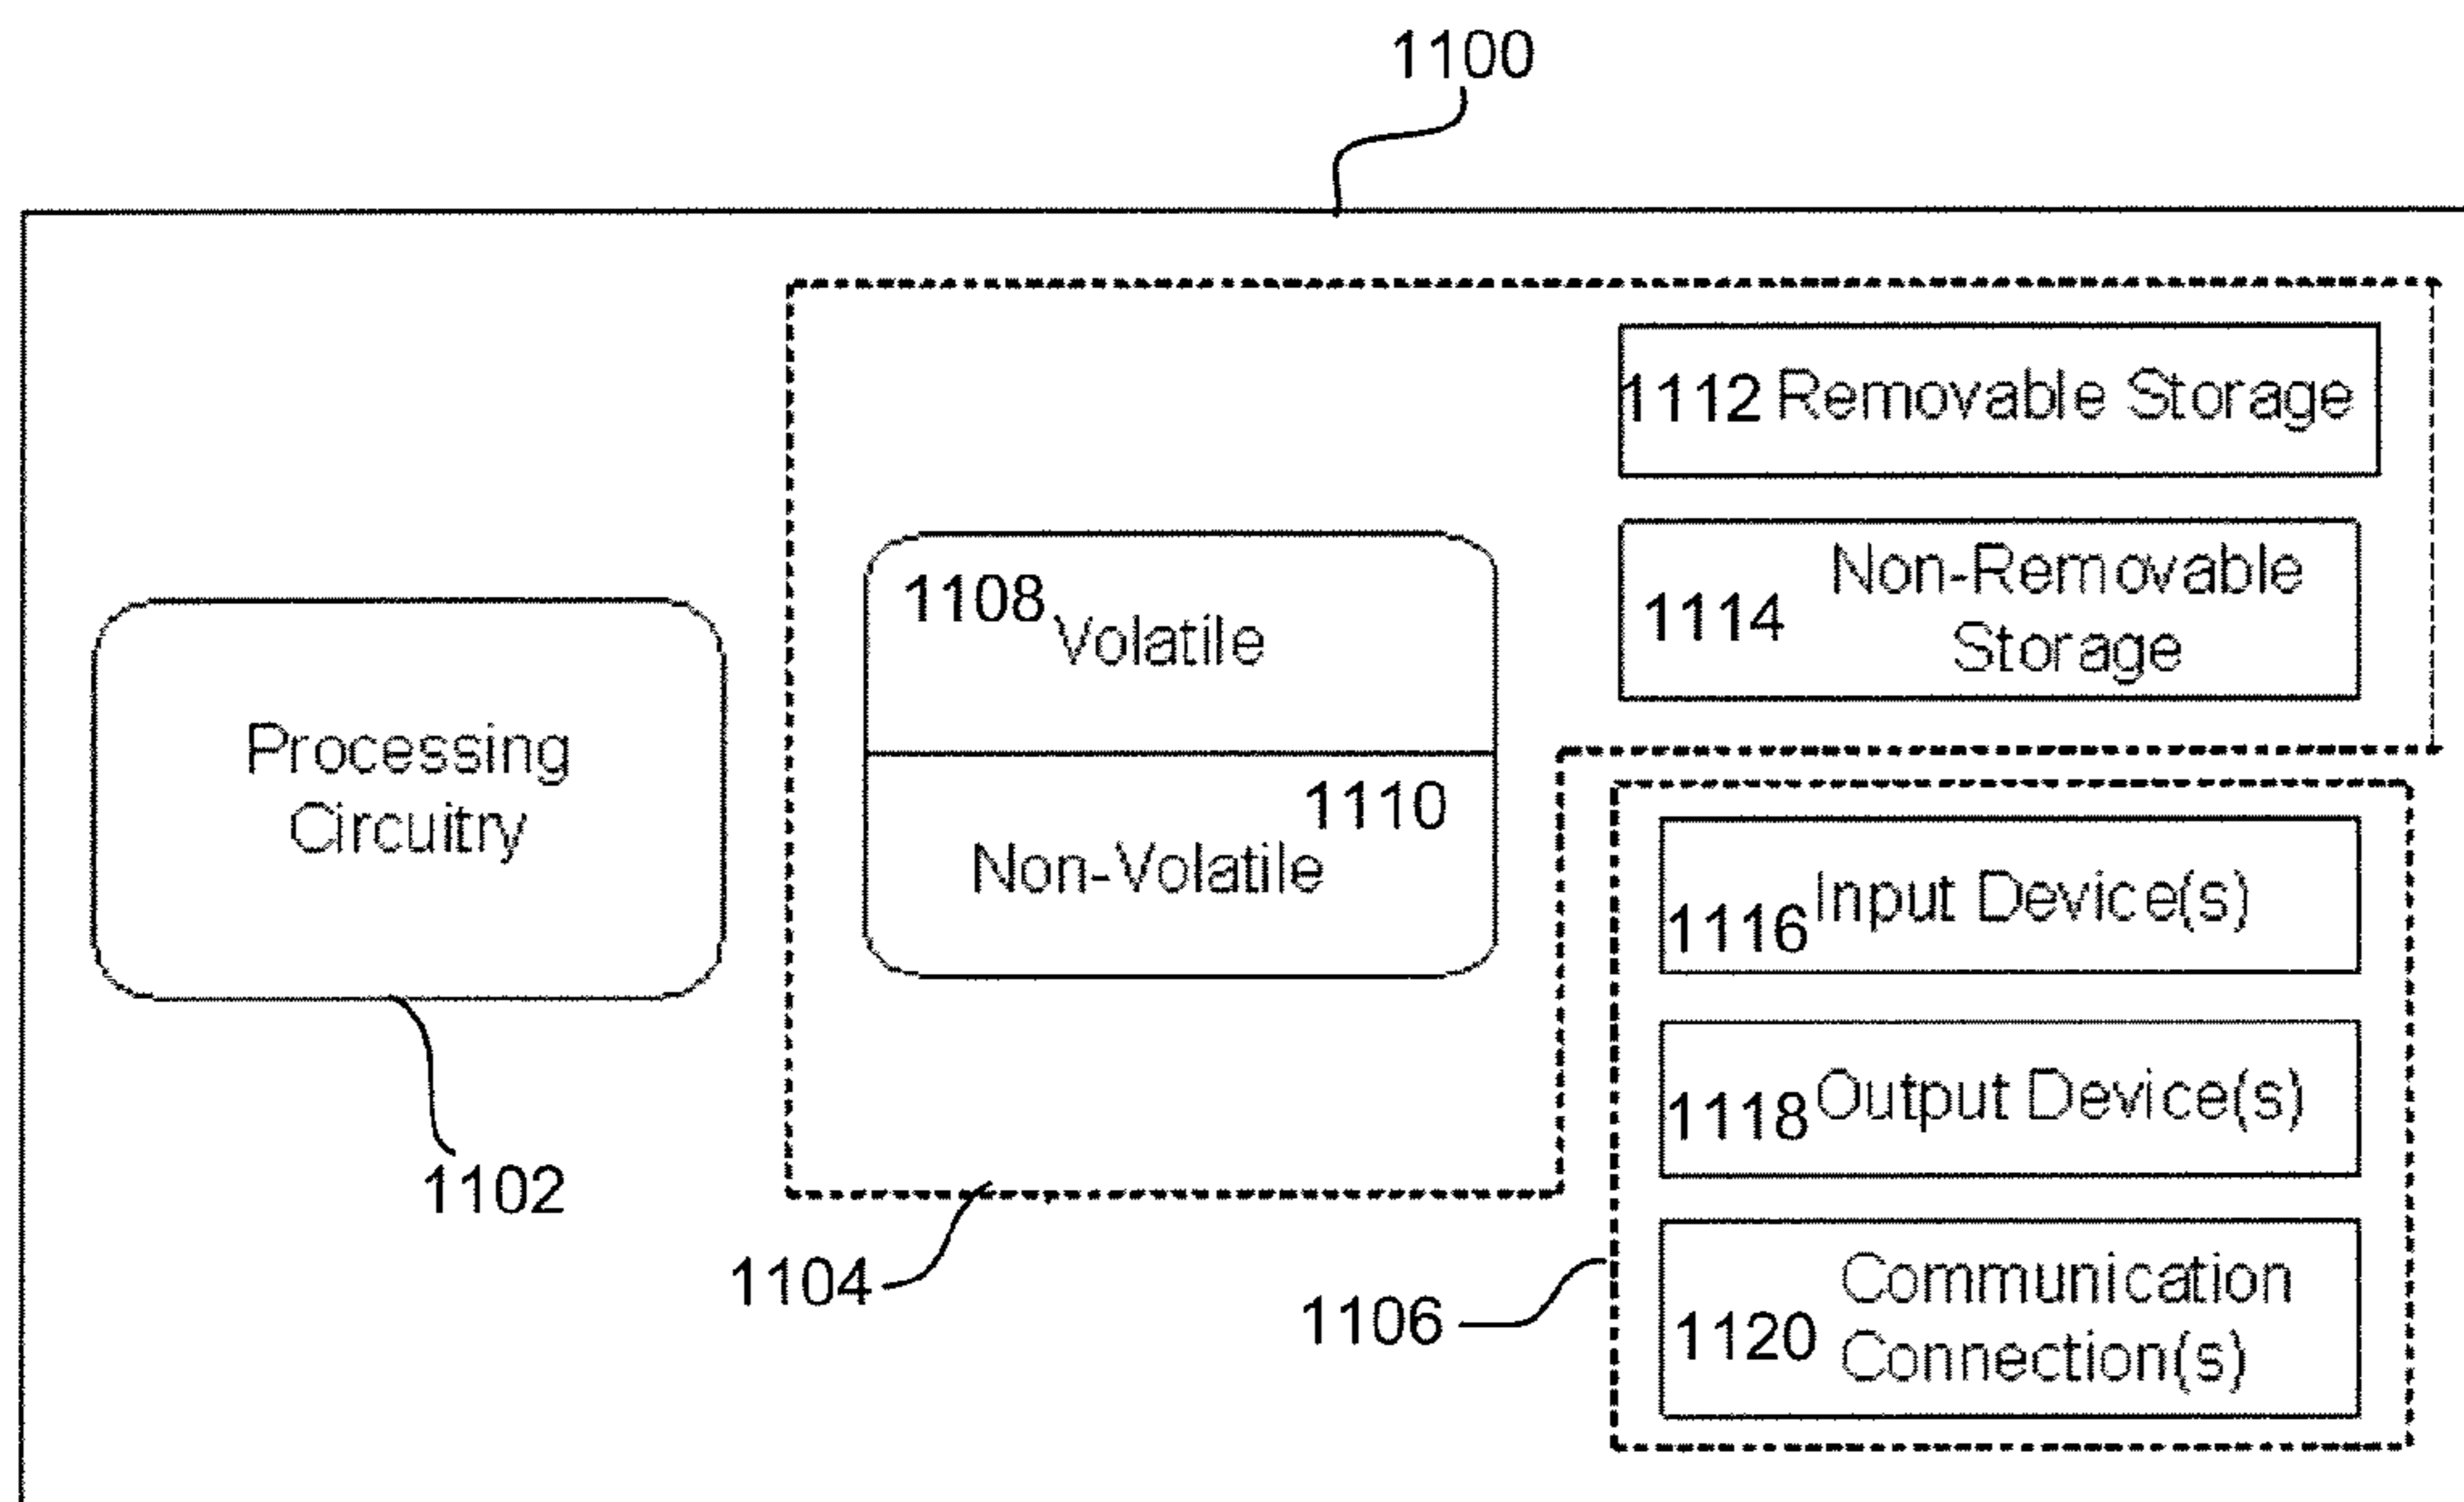 1100
1112 Removable Storage
1114 Non-Removable
Storage
1108 Volatile
1110
Non-Volatile
Processing
Circuitry
1102
1104
1116 Input Device(s)
1118 Output Device(s)
1120 Communication
Connection(s)
1106